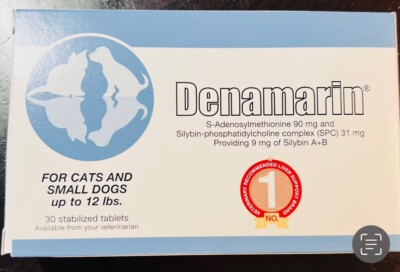 Denamarin®
S-Adenosylmethionine 90 mg and
Silybin-phosphatidylcholine complex (SPC) 31 mg
Providing 9 mg of Silybin A+B
FOR CATS AND
SMALL DOGS
up to 12 lbs.
30 stabilized tablets
Available from your veterinarian
VETERINARY RECOMMENDED LIVER SUPPORT BRAND
1
NO.